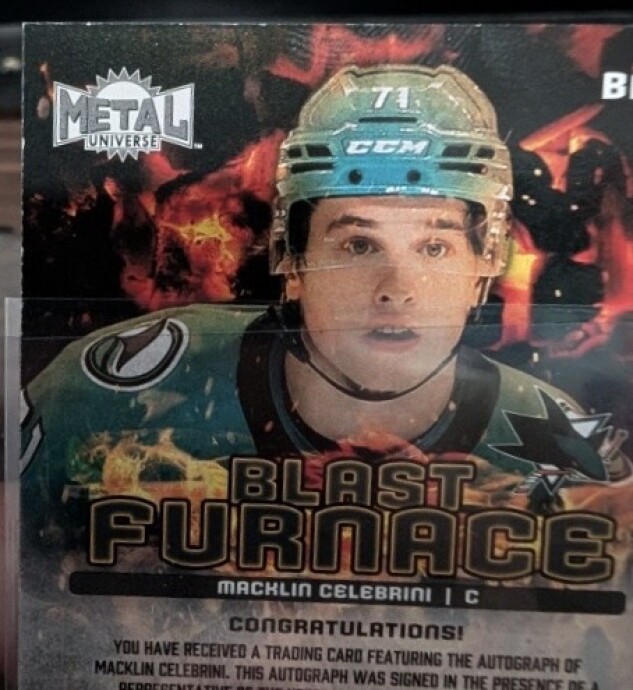 METAL
UNIVERSE
71
CCM
BLAST
FURNACE
MACKLIN CELEBRINI | C
CONGRATULATIONS!
YOU HAVE RECEIVED A TRADING CARD FEATURING THE AUTOGRAPH OF
MACKLIN CELEBRINI. THIS AUTOGRAPH WAS SIGNED IN THE PRESENCE OF A